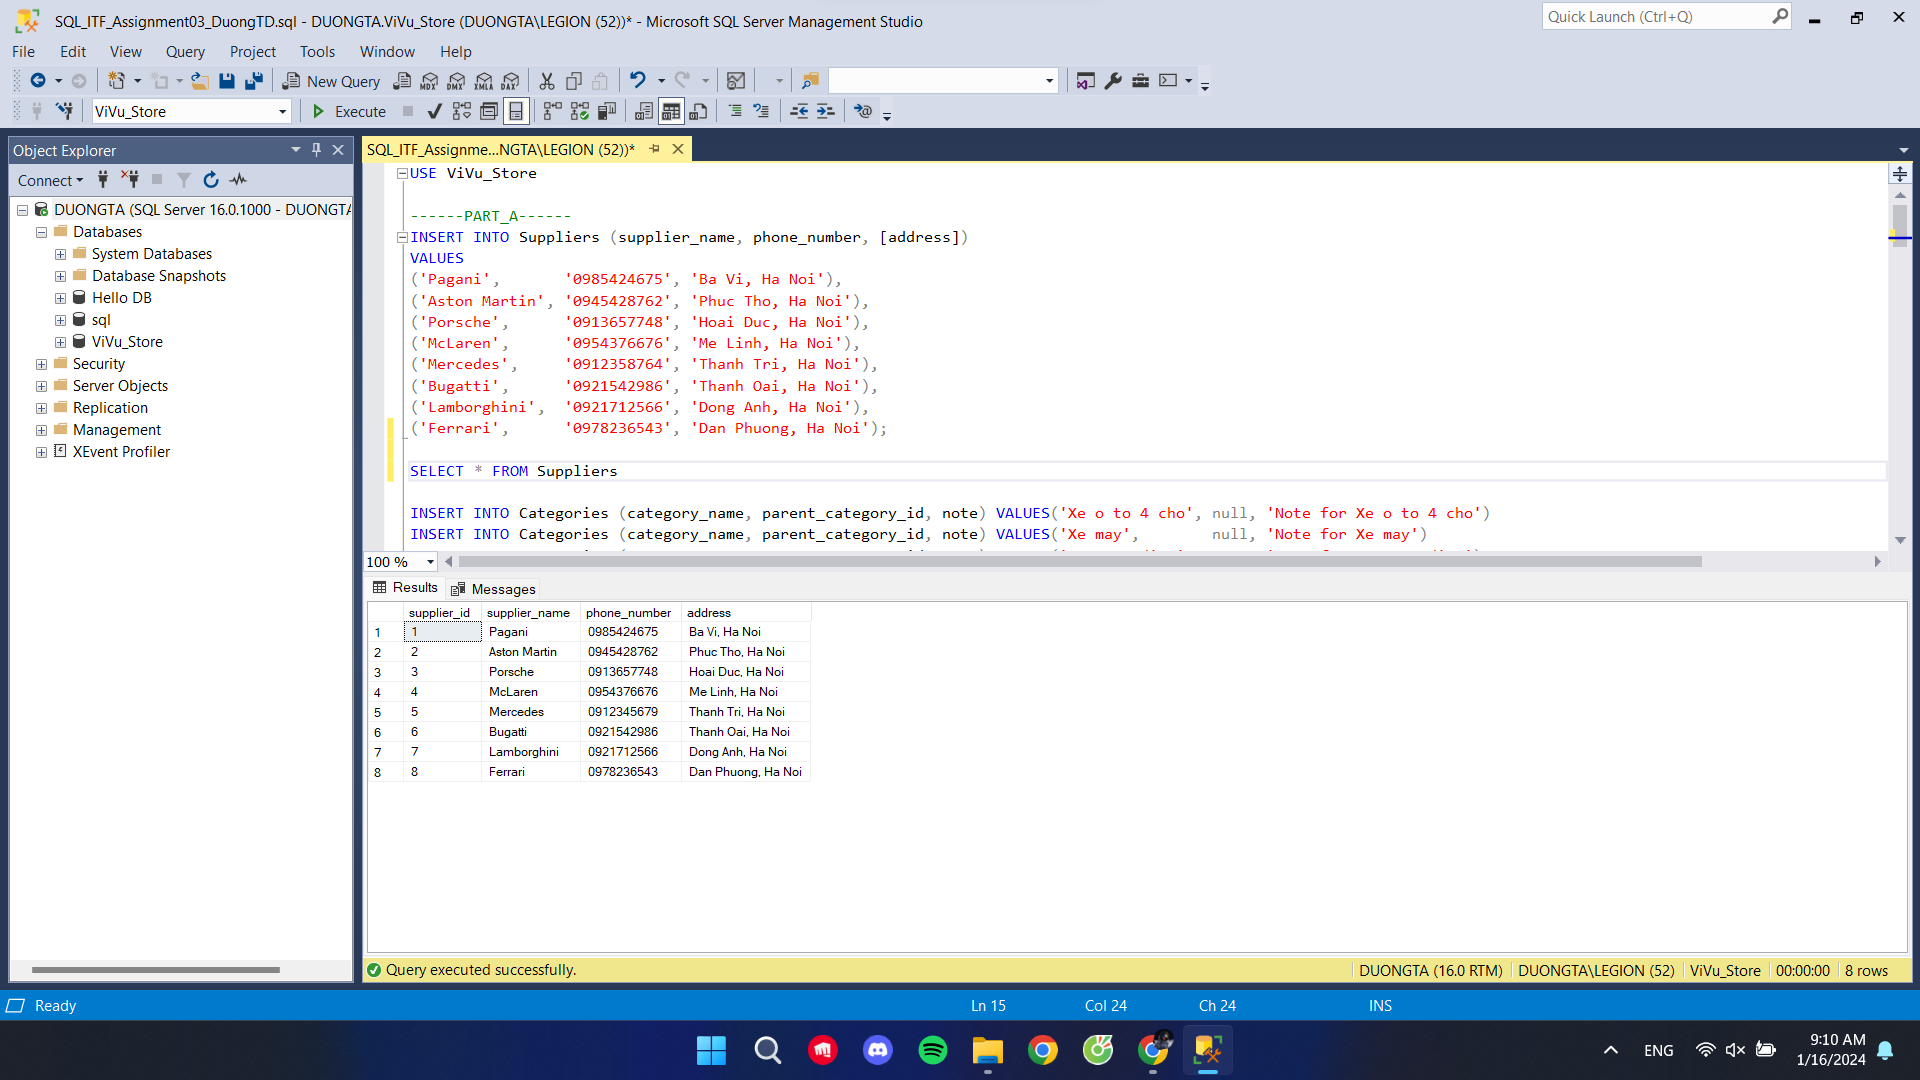 SQL_ITF_Assignment03_DuongTD.sql - DUONGTA.ViVu_Store (DUONGTA\LEGION (52))* - Microsoft SQL Server Management Studio
Quick Launch (Ctrl+Q)
File Edit View Query Project Tools Window Help
New Query MDX DMX XMLA DAX
ViVu_Store Execute
Object Explorer
Connect
DUONGTA (SQL Server 16.0.1000 - DUONGTA
Databases
System Databases
Database Snapshots
Hello DB
sql
ViVu_Store
Security
Server Objects
Replication
Management
XEvent Profiler
SQL_ITF_Assignme...NGTA\LEGION (52))*
USE ViVu_Store
------PART_A------
INSERT INTO Suppliers (supplier_name, phone_number, [address])
VALUES
('Pagani', '0985424675', 'Ba Vi, Ha Noi'),
('Aston Martin', '0945428762', 'Phuc Tho, Ha Noi'),
('Porsche', '0913657748', 'Hoai Duc, Ha Noi'),
('McLaren', '0954376676', 'Me Linh, Ha Noi'),
('Mercedes', '0912358764', 'Thanh Tri, Ha Noi'),
('Bugatti', '0921542986', 'Thanh Oai, Ha Noi'),
('Lamborghini', '0921712566', 'Dong Anh, Ha Noi'),
('Ferrari', '0978236543', 'Dan Phuong, Ha Noi');
SELECT * FROM Suppliers
INSERT INTO Categories (category_name, parent_category_id, note) VALUES('Xe o to 4 cho', null, 'Note for Xe o to 4 cho')
INSERT INTO Categories (category_name, parent_category_id, note) VALUES('Xe may', null, 'Note for Xe may')
100 %
Results Messages
supplier_id supplier_name phone_number address
1 1 Pagani 0985424675 Ba Vi, Ha Noi
2 2 Aston Martin 0945428762 Phuc Tho, Ha Noi
3 3 Porsche 0913657748 Hoai Duc, Ha Noi
4 4 McLaren 0954376676 Me Linh, Ha Noi
5 5 Mercedes 0912345679 Thanh Tri, Ha Noi
6 6 Bugatti 0921542986 Thanh Oai, Ha Noi
7 7 Lamborghini 0921712566 Dong Anh, Ha Noi
8 8 Ferrari 0978236543 Dan Phuong, Ha Noi
Query executed successfully. DUONGTA (16.0 RTM) DUONGTA\LEGION (52) ViVu_Store 00:00:00 8 rows
Ready Ln 15 Col 24 Ch 24 INS
ENG 9:10 AM
1/16/2024